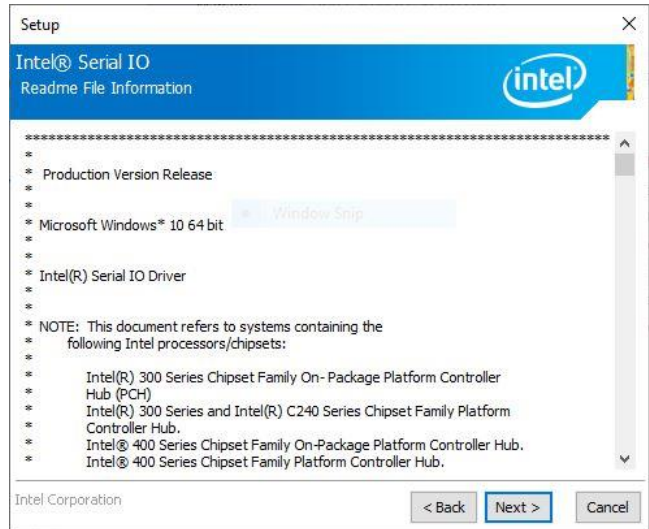 Setup
Intel® Serial IO
Readme File Information
intel
********************************************************************************
*
* Production Version Release
*
*
* Microsoft Windows* 10 64 bit
*
*
* Intel(R) Serial IO Driver
*
*
* NOTE: This document refers to systems containing the
* following Intel processors/chipsets:
*
* Intel(R) 300 Series Chipset Family On- Package Platform Controller
* Hub (PCH)
* Intel(R) 300 Series and Intel(R) C240 Series Chipset Family Platform
* Controller Hub.
* Intel® 400 Series Chipset Family On-Package Platform Controller Hub.
* Intel® 400 Series Chipset Family Platform Controller Hub.
Window Snip
Intel Corporation
< Back Next > Cancel